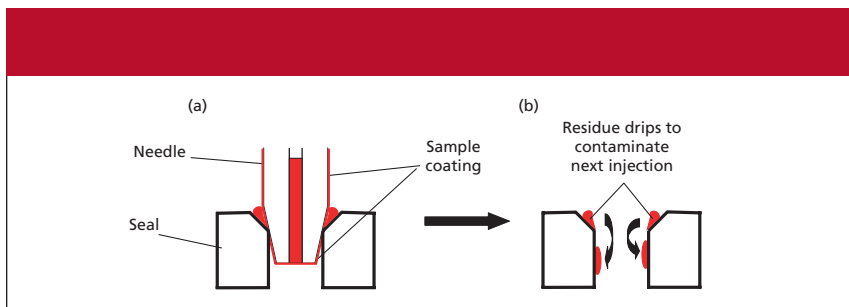 (a)
Needle
Sample
coating
Seal
(b)
Residue drips to
contaminate
next injection